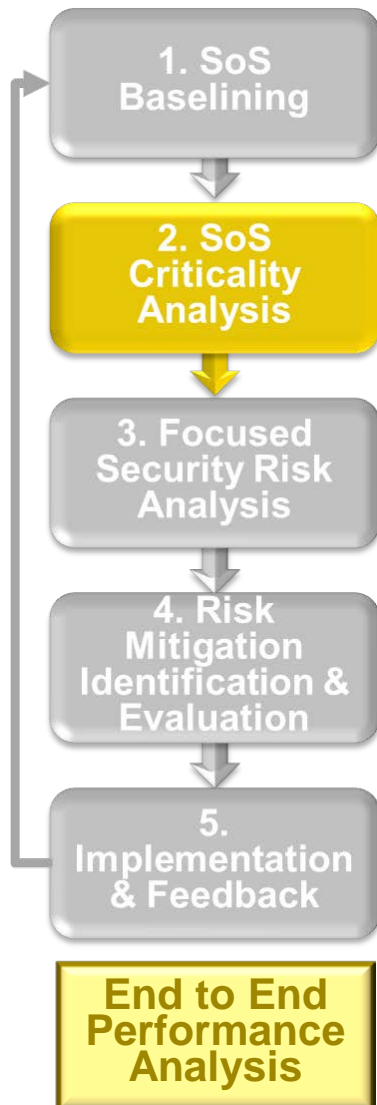 1. SoS
Baselining
2. SoS
Criticality
Analysis
3. Focused
Security Risk
Analysis
4. Risk
Mitigation
Identification &
Evaluation
5.
Implementation
& Feedback
End to End
Performance
Analysis